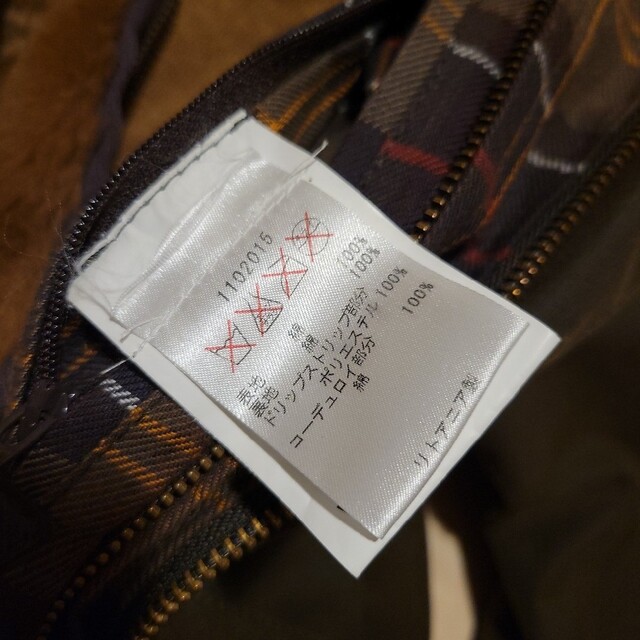 1102015
表地 綿 100%
裏地 綿 100%
ドリップストリップ部分
ポリエステル 100%
コーデュロイ部分
綿 100%
リトアニア製